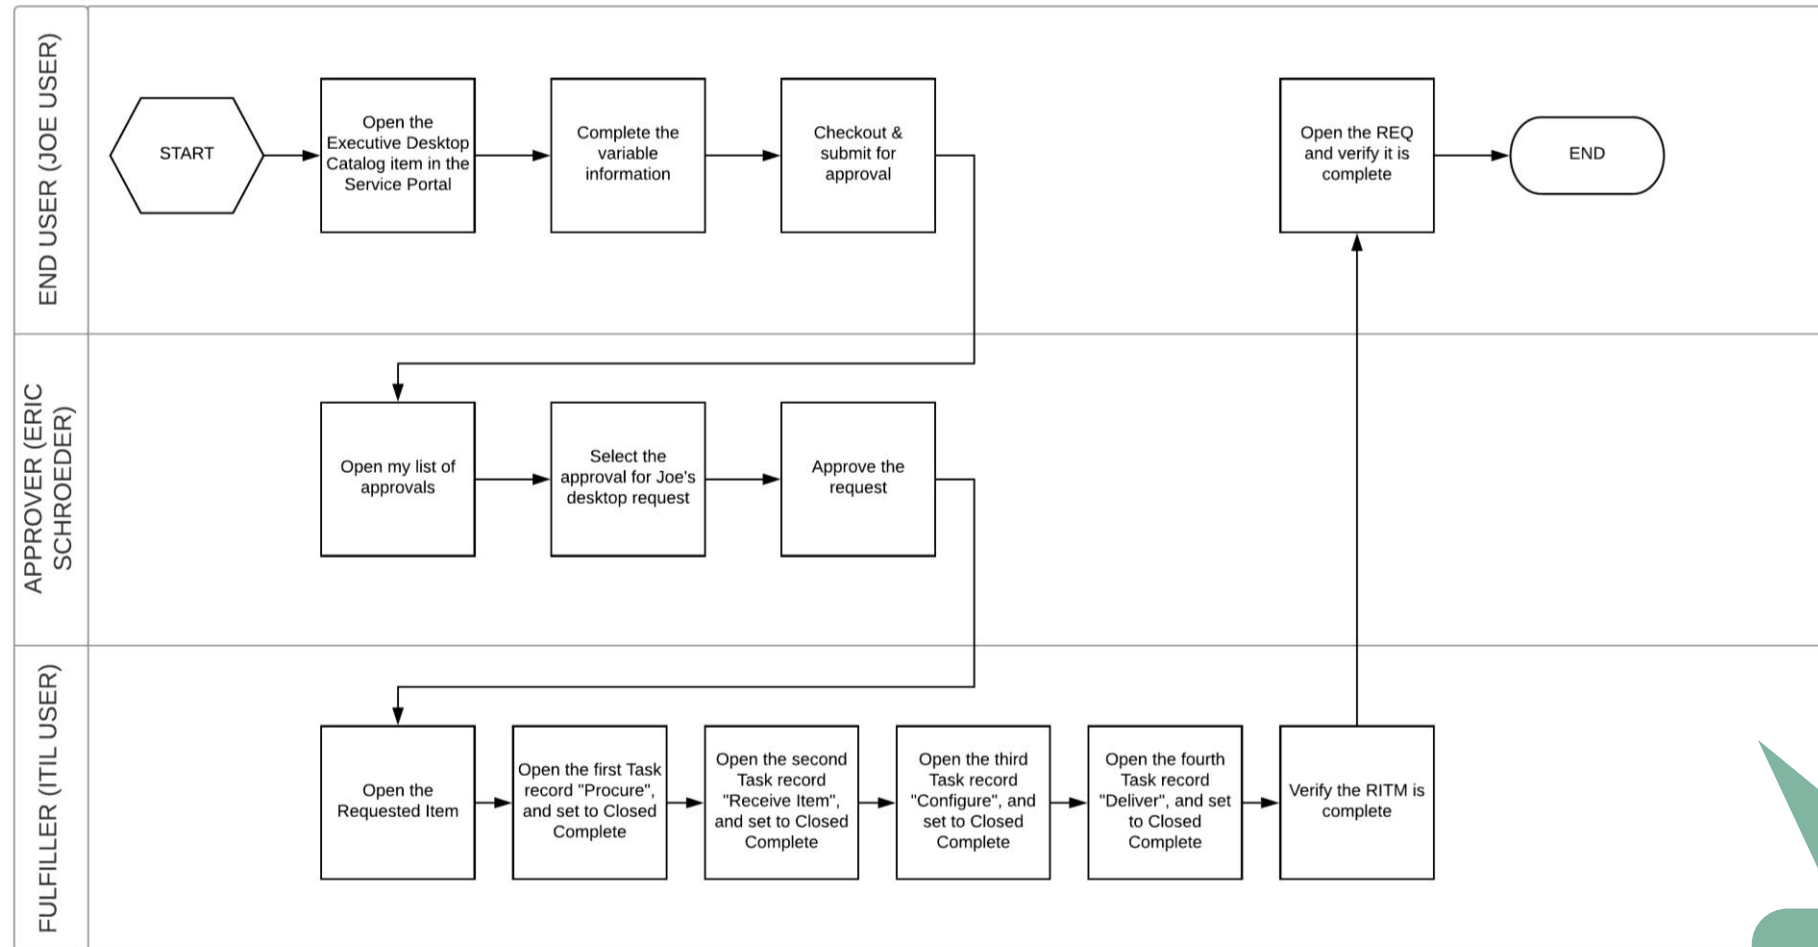 END USER (JOE USER)
START
Open the
Executive Desktop
Catalog item in the
Service Portal
Complete the
variable
information
Checkout &
submit for
approval
Open the REQ
and verify it is
complete
END
APPROVER (ERIC
SCHROEDER)
Open my list of
approvals
Select the
approval for Joe's
desktop request
Approve the
request
FULFILLER (ITIL USER)
Open the
Requested Item
Open the first Task
record "Procure",
and set to Closed
Complete
Open the second
Task record
"Receive Item",
and set to Closed
Complete
Open the third
Task record
"Configure", and
set to Closed
Complete
Open the fourth
Task record
"Deliver", and set
to Closed
Complete
Verify the RITM is
complete